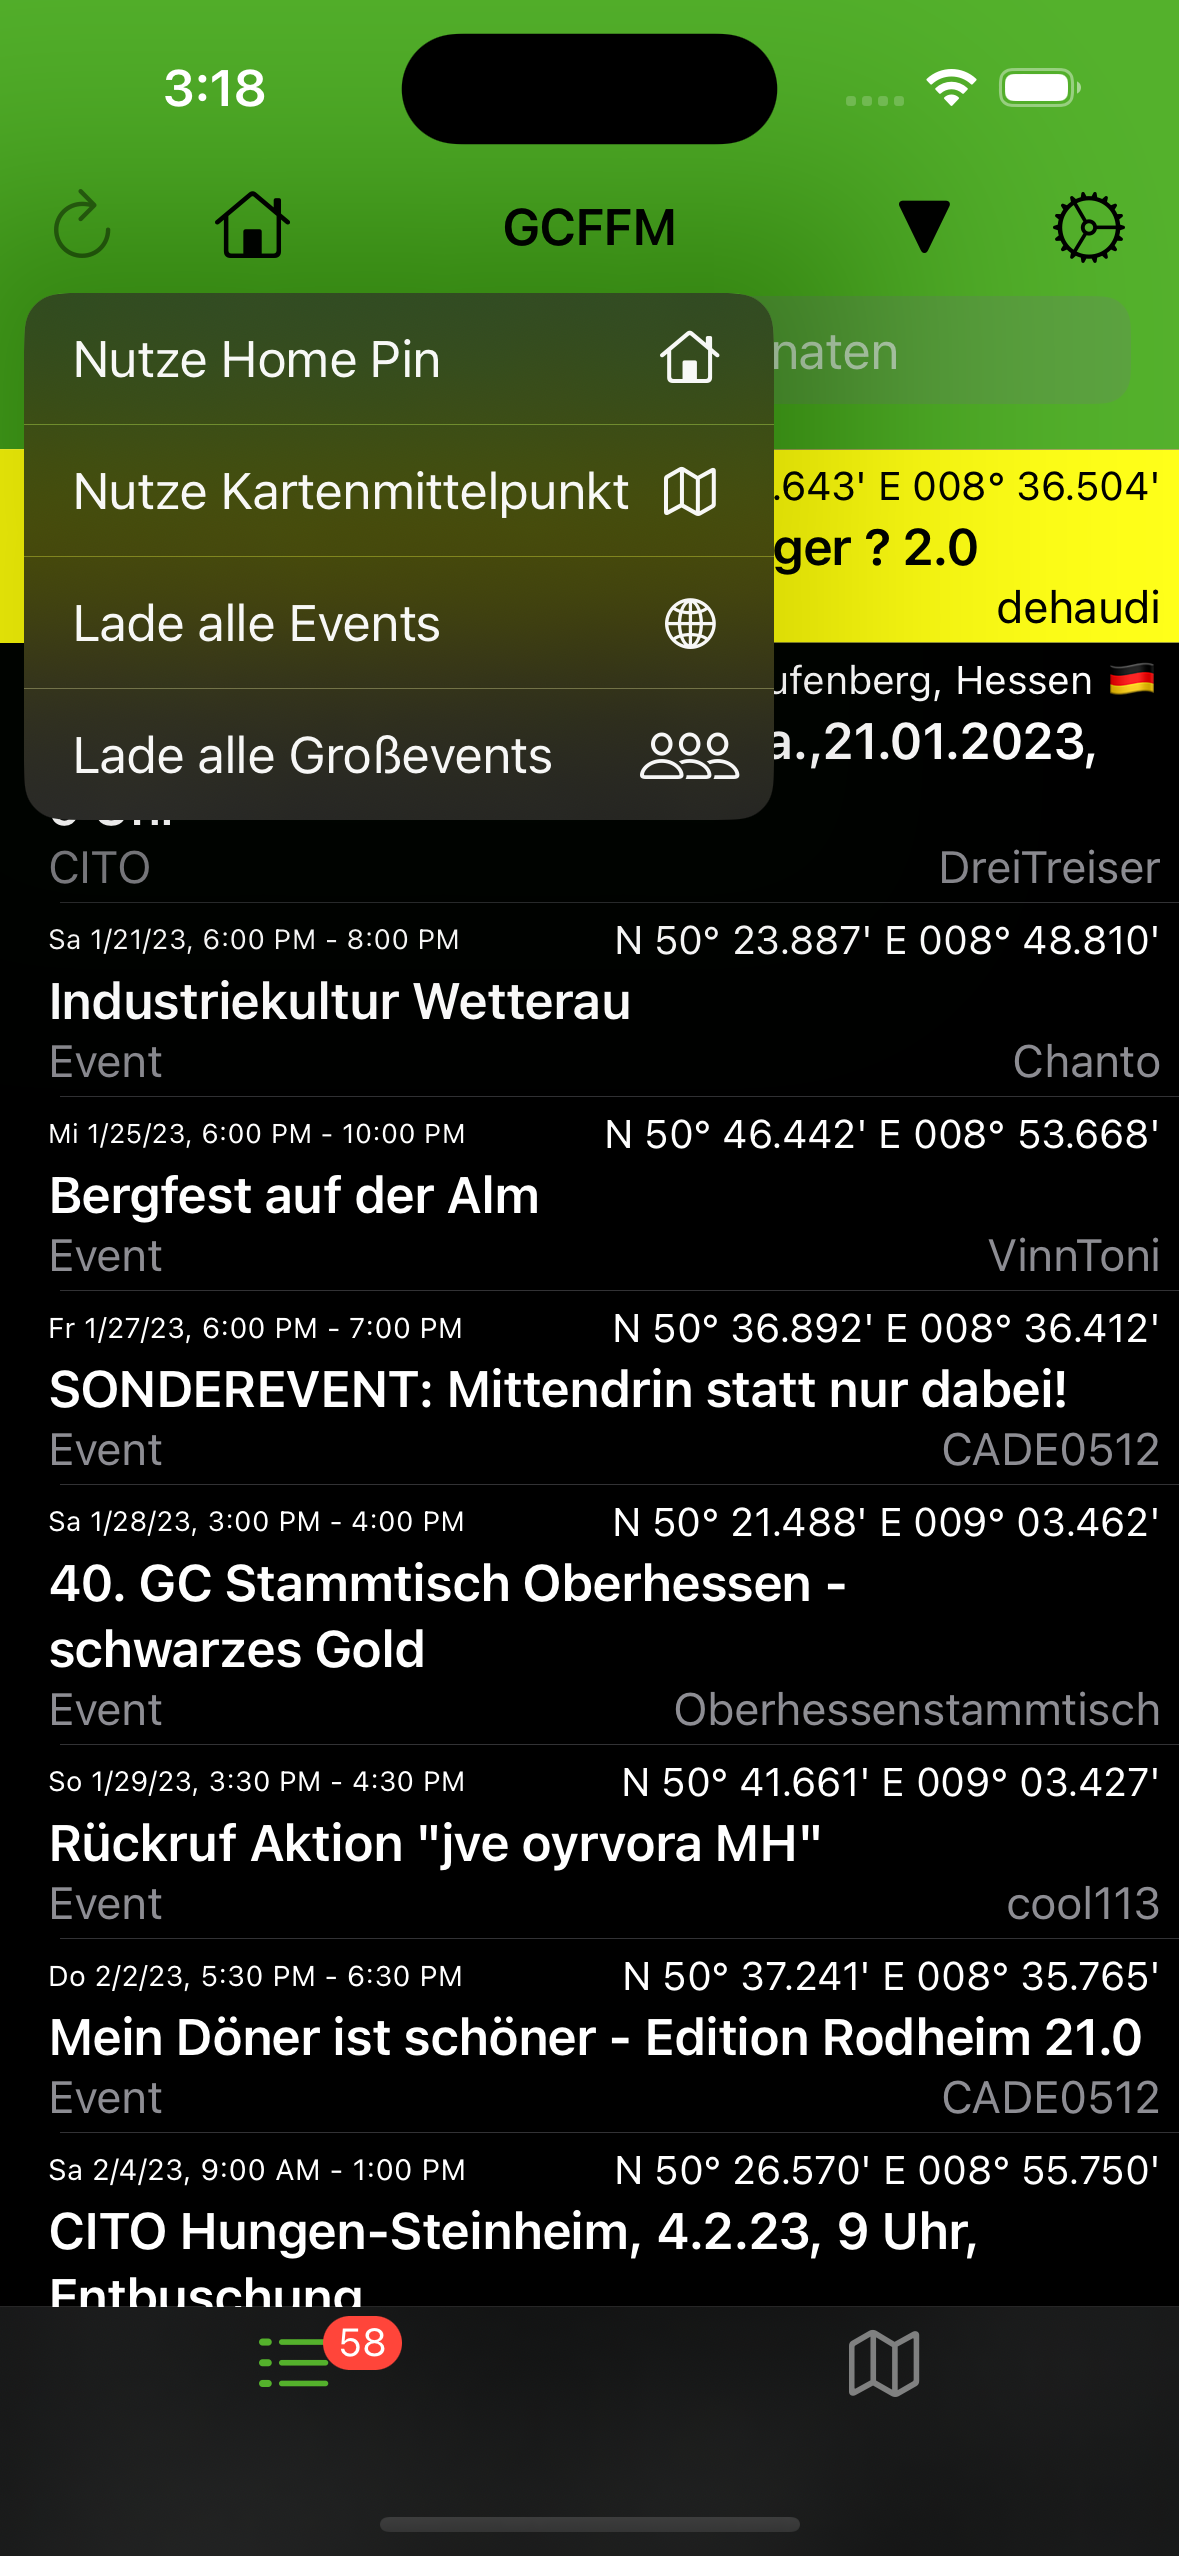 3:18
GCFFM
Nutze Home Pin
Nutze Kartenmittelpunkt
Lade alle Events
Lade alle Großevents
.643' E 008° 36.504'
? 2.0
dehaudi
Hessen
21.01.2023,
CITO DreiTreiser
Sa 1/21/23, 6:00 PM - 8:00 PM N 50° 23.887' E 008° 48.810'
Industriekultur Wetterau
Event Chanto
Mi 1/25/23, 6:00 PM - 10:00 PM N 50° 46.442' E 008° 53.668'
Bergfest auf der Alm
Event VinnToni
Fr 1/27/23, 6:00 PM - 7:00 PM N 50° 36.892' E 008° 36.412'
SONDEREVENT: Mittendrin statt nur dabei!
Event CADE0512
Sa 1/28/23, 3:00 PM - 4:00 PM N 50° 21.488' E 009° 03.462'
40. GC Stammtisch Oberhessen -
schwarzes Gold
Event Oberhessenstammtisch
So 1/29/23, 3:30 PM - 4:30 PM N 50° 41.661' E 009° 03.427'
Rückruf Aktion "jve oyrvora MH"
Event cool113
Do 2/2/23, 5:30 PM - 6:30 PM N 50° 37.241' E 008° 35.765'
Mein Döner ist schöner - Edition Rodheim 21.0
Event CADE0512
Sa 2/4/23, 9:00 AM - 1:00 PM N 50° 26.570' E 008° 55.750'
CITO Hungen-Steinheim, 4.2.23, 9 Uhr,
Entbuschung
58